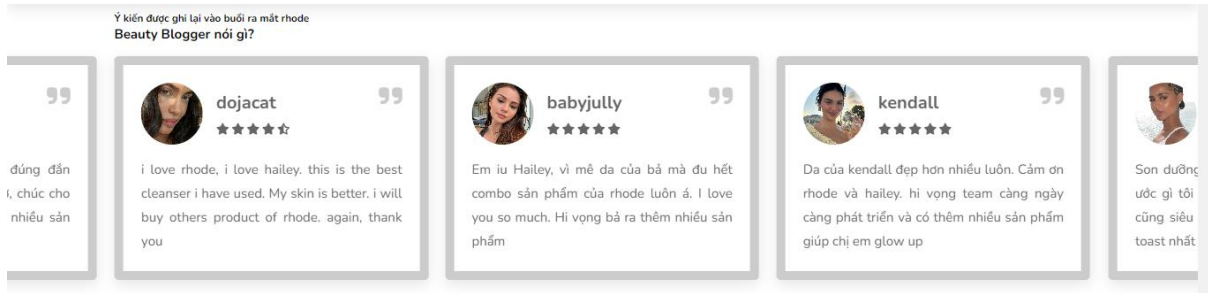 Ý kiến được ghi lại vào buổi ra mắt rhode
Beauty Blogger nói gì?
đúng đắn
chúc cho
nhiều sản
dojacat
i love rhode, i love hailey. this is the best
cleanser i have used. My skin is better. i will
buy others product of rhode. again, thank
you
babyjully
Em iu Hailey, vì mê da của bả mà đu hết
combo sản phẩm của rhode luôn á. I love
you so much. Hi vọng bả ra thêm nhiều sản
phẩm
kendall
Da của kendall đẹp hơn nhiều luôn. Cảm ơn
rhode và hailey. hi vọng team càng ngày
càng phát triển và có thêm nhiều sản phẩm
giúp chị em glow up
Son dưỡng
ước gì tôi
cũng siêu
toast nhất